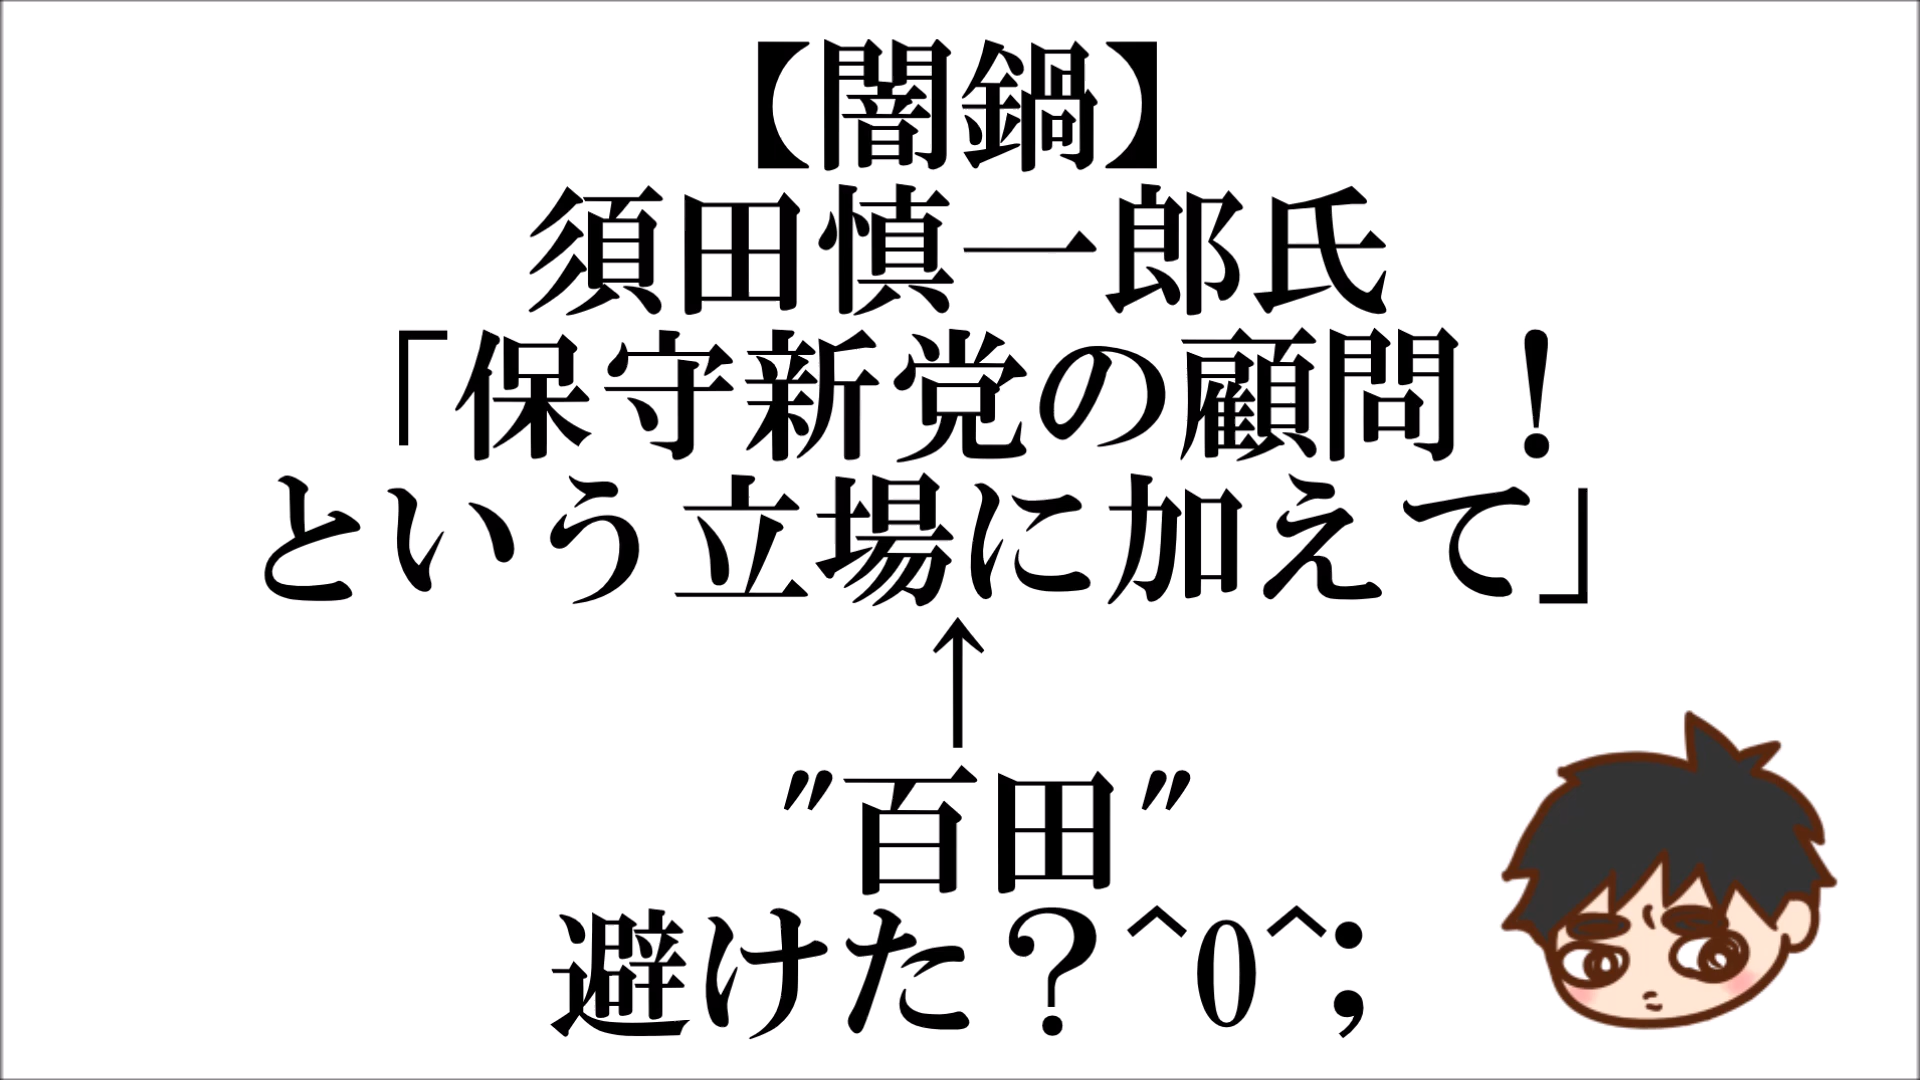 【闇鍋】
須田慎一郎氏
「保守新党の顧問！
という立場に加えて」
↑
"百田"
避けた？^0^;